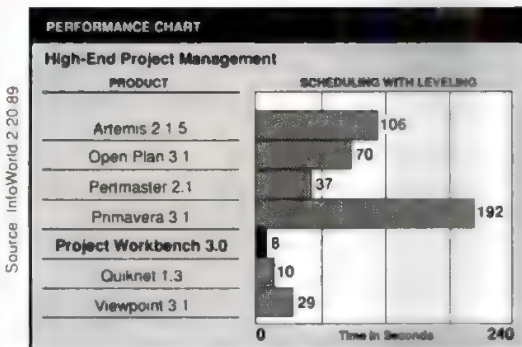 PERFORMANCE CHART
High-End Project Management
PRODUCT
SCHEDULING WITH LEVELING
Artemis 2.1.5
106
Open Plan 3.1
70
Permaster 2.1
37
Primavera 3.1
192
Project Workbench 3.0
8
Quiknet 1.3
10
Viewpoint 3.1
29
0 Time in Seconds 240
Source InfoWorld 2 20 89